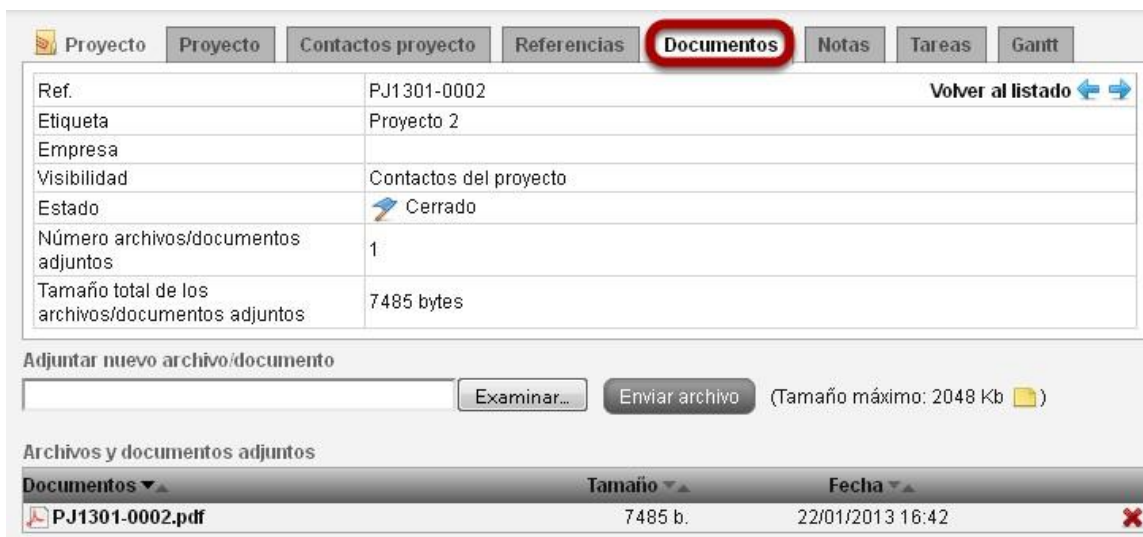 Proyecto Proyecto Contactos proyecto Referencias Documentos Notas Tareas Gantt
Ref. PJ1301-0002 Volver al listado
Etiqueta Proyecto 2
Empresa
Visibilidad Contactos del proyecto
Estado Cerrado
Número archivos/documentos
adjuntos 1
Tamaño total de los
archivos/documentos adjuntos 7485 bytes
Adjuntar nuevo archivo/documento
Examinar... Enviar archivo (Tamaño máximo: 2048 Kb )
Archivos y documentos adjuntos
Documentos Tamaño Fecha
PJ1301-0002.pdf 7485 b. 22/01/2013 16:42